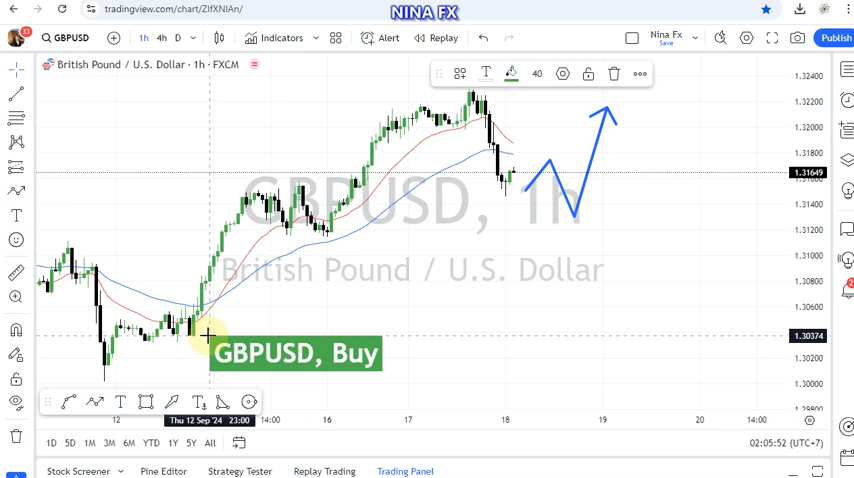 NINA FX
tradingview.com/chart/ZlfXNlAn/
33
GBPUSD
1h 4h D
Indicators
Alert
Replay
Nina Fx
Save
Publish
British Pound / U.S. Dollar · 1h · FXCM
40
GBPUSD, 1h
British Pound / U.S. Dollar
GBPUSD, Buy
1.32400
1.32000
1.31800
1.31649
1.31400
1.31200
1.31000
1.30800
1.30600
1.30374
1.30200
1.30000
1.29800
12
Thu 12 Sep '24 23:00
14:00
16
17
18
19
20
14:00
1D 5D 1M 3M 6M YTD 1Y 5Y All
02:05:52 (UTC+7)
Stock Screener
Pine Editor
Strategy Tester
Replay Trading
Trading Panel